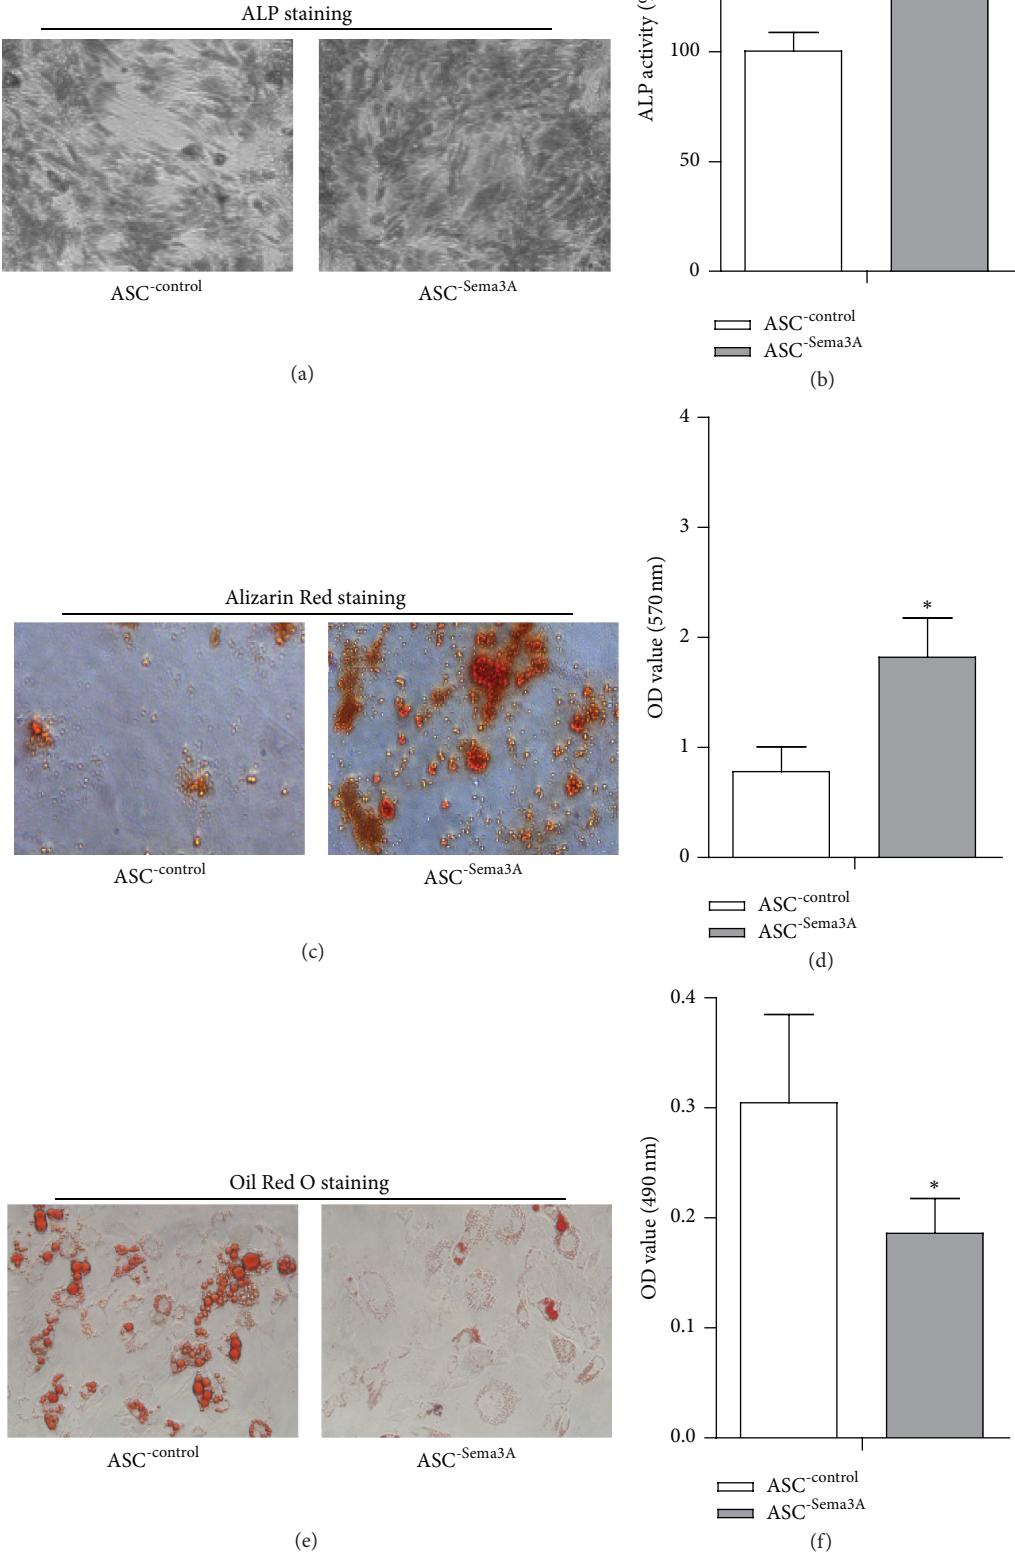 ALP staining
ASC-control
ASC-Sema3A
(a)
ALP activity (
100
50
0
ASC-control
ASC-Sema3A
(b)
Alizarin Red staining
ASC-control
ASC-Sema3A
(c)
4
3
2
1
0
OD value (570 nm)
*
ASC-control
ASC-Sema3A
(d)
Oil Red O staining
ASC-control
ASC-Sema3A
(e)
0.4
0.3
0.2
0.1
0.0
OD value (490 nm)
*
ASC-control
ASC-Sema3A
(f)